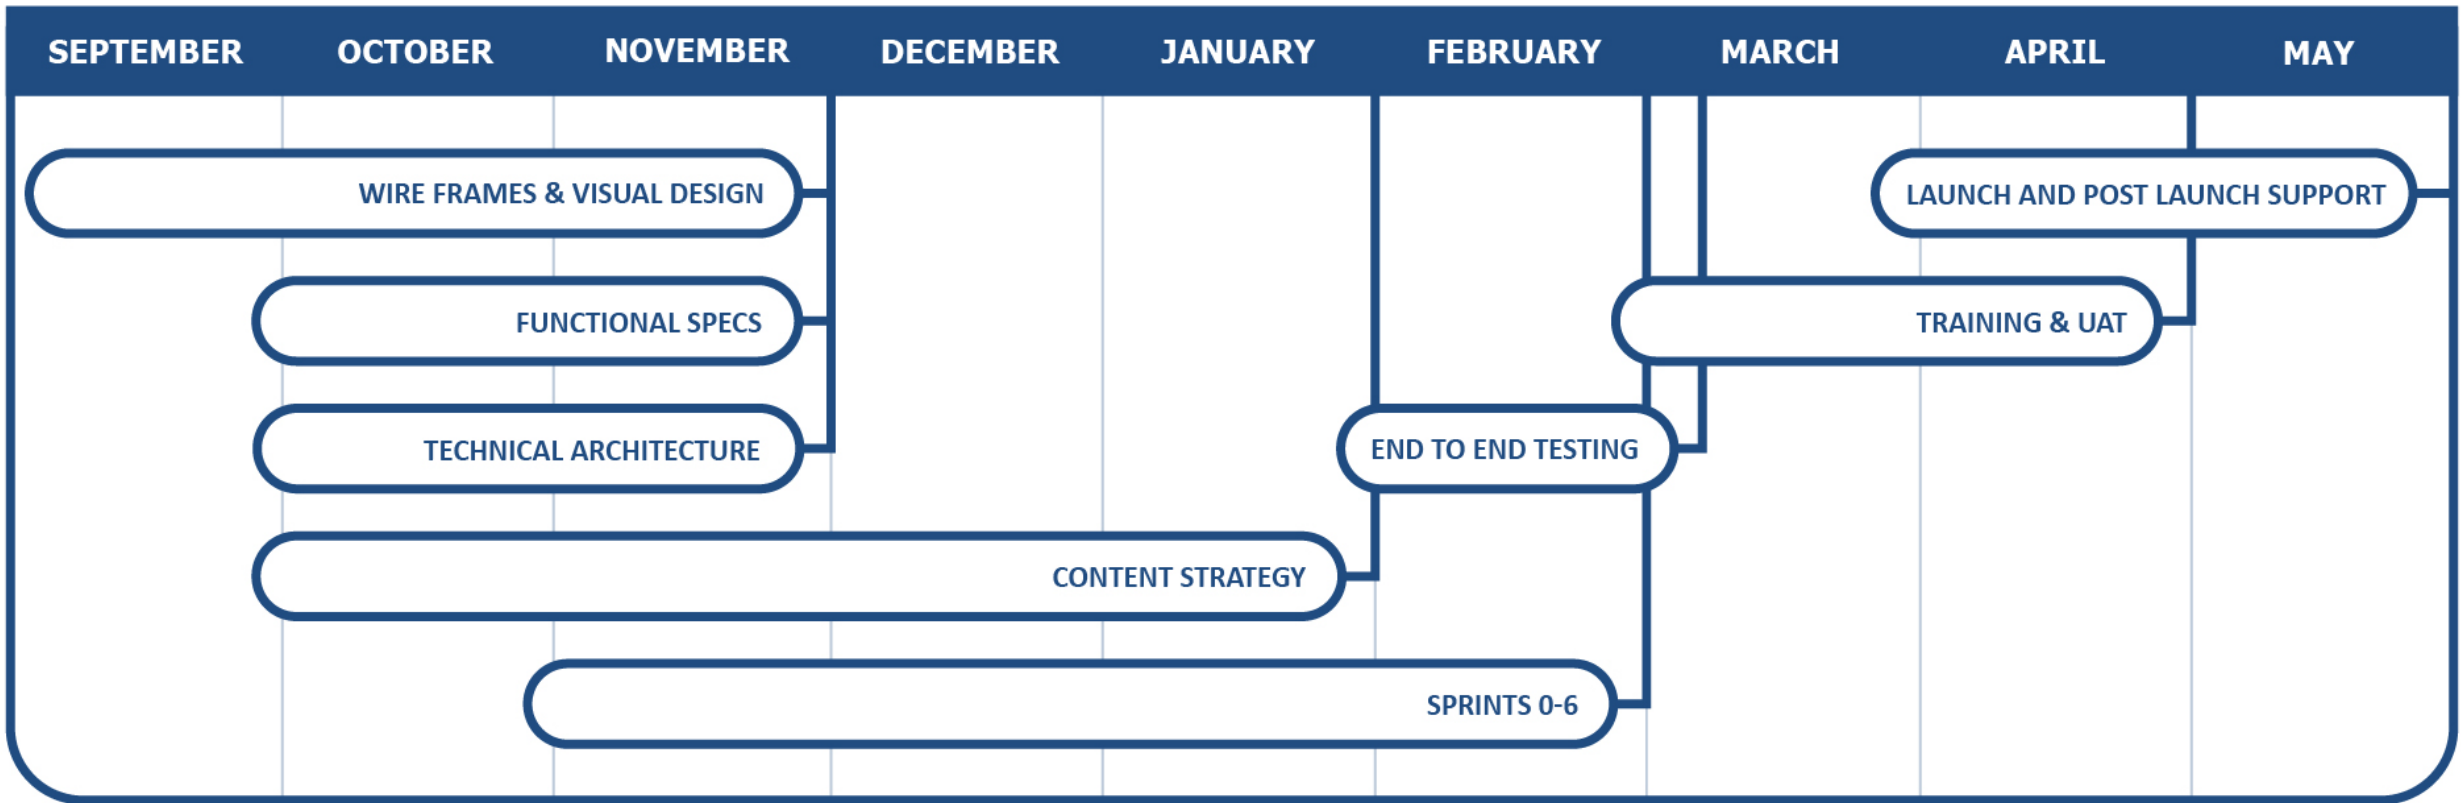 SEPTEMBER OCTOBER NOVEMBER DECEMBER JANUARY FEBRUARY MARCH APRIL MAY
WIRE FRAMES & VISUAL DESIGN
LAUNCH AND POST LAUNCH SUPPORT
FUNCTIONAL SPECS
TRAINING & UAT
TECHNICAL ARCHITECTURE
END TO END TESTING
CONTENT STRATEGY
SPRINTS 0-6